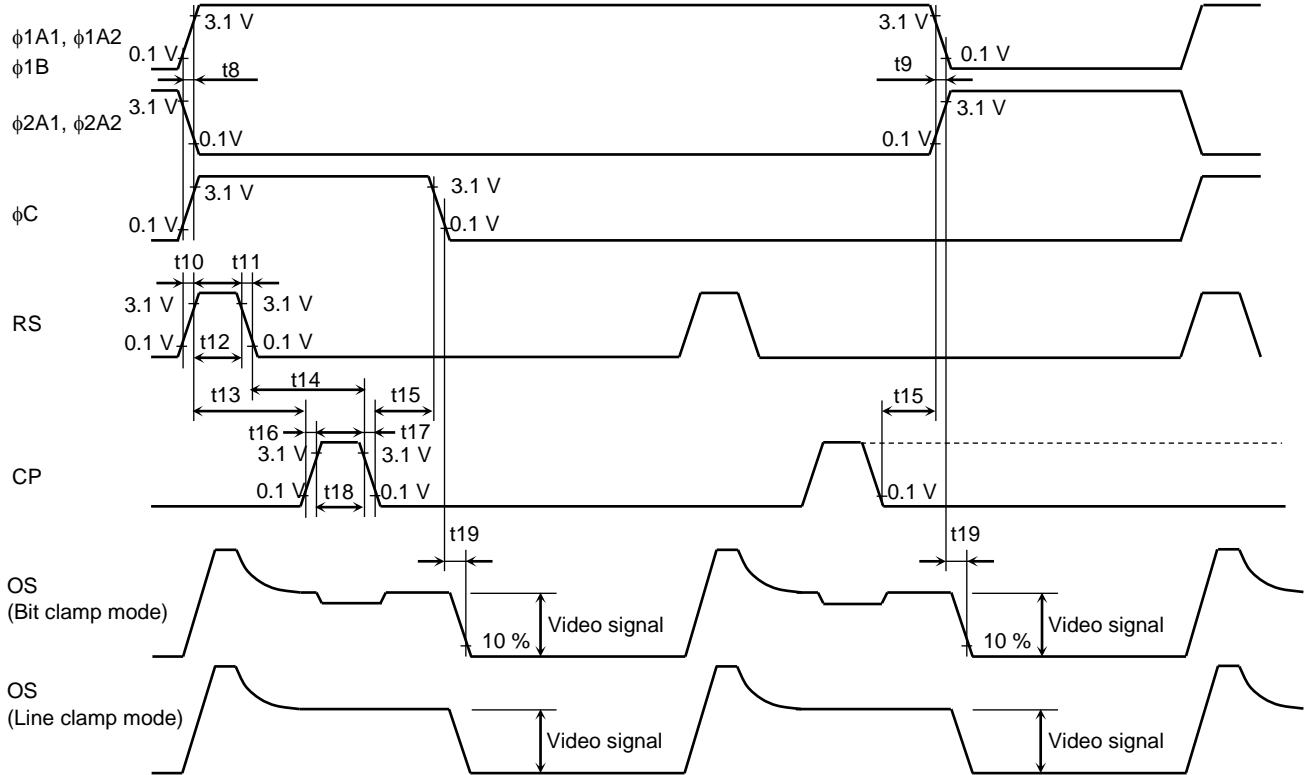 ϕ1A1, ϕ1A2
ϕ1B
0.1 V
3.1 V
t8
3.1 V
0.1 V
t9
ϕ2A1, ϕ2A2
3.1 V
0.1V
3.1 V
0.1 V
ϕC
3.1 V
0.1 V
3.1 V
0.1 V
RS
t10
t11
3.1 V
3.1 V
0.1 V
0.1 V
t12
t13
t14
t15
t15
CP
t16
t17
3.1 V
3.1 V
0.1 V
t18
0.1 V
0.1 V
t19
t19
OS
(Bit clamp mode)
10 %
Video signal
10 %
Video signal
OS
(Line clamp mode)
Video signal
Video signal